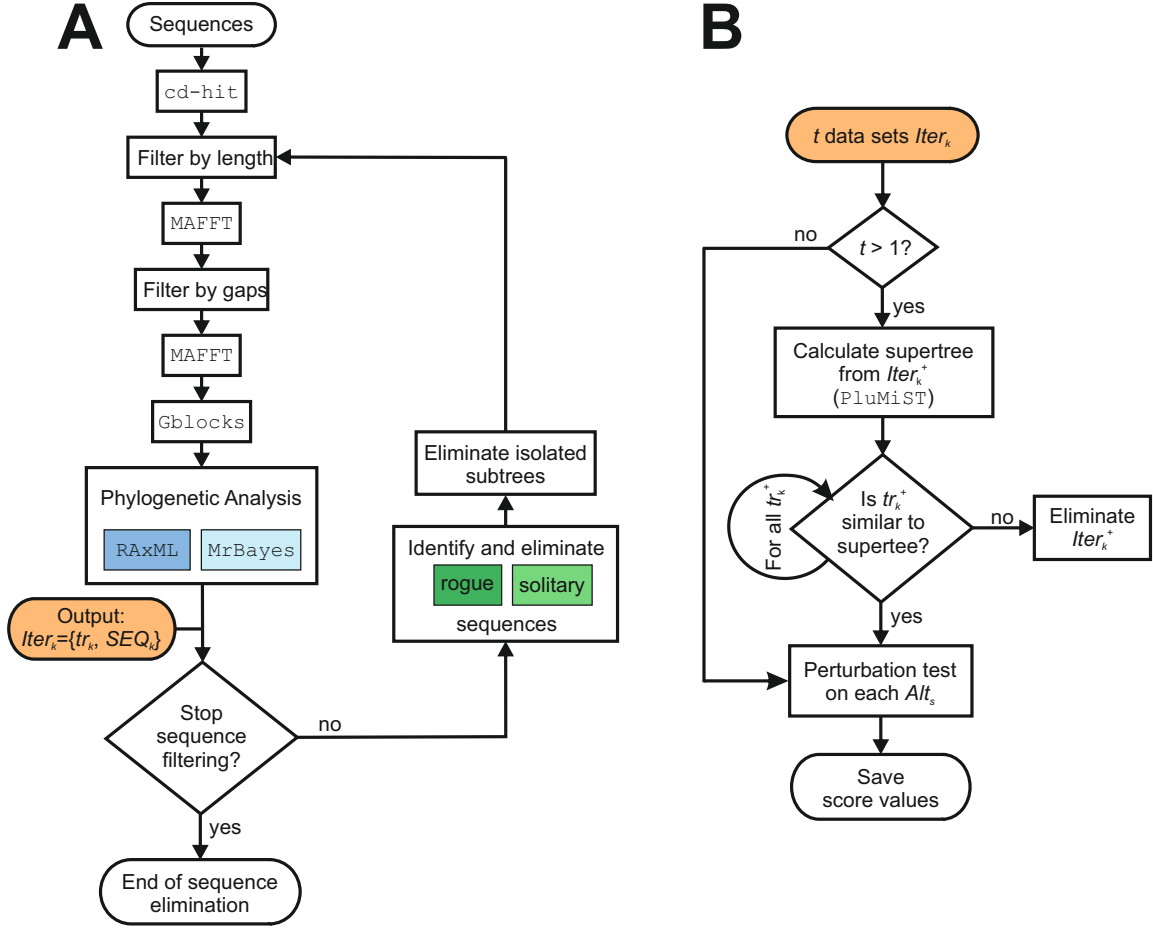 A
Sequences
cd-hit
Filter by length
MAFFT
Filter by gaps
MAFFT
Gblocks
Phylogenetic Analysis
RAxML MrBayes
Output:
Iterₖ={trₖ, SEQₖ}
Stop
sequence
filtering?
no
yes
End of sequence
elimination
Identify and eliminate
rogue solitary
sequences
Eliminate isolated
subtrees
B
t data sets Iterₖ
t > 1?
no
yes
Calculate supertree
from Iterₖ⁺
(PluMiST)
For all trₖ⁺
Is trₖ⁺
similar to
supertee?
no
Eliminate
Iterₖ⁺
yes
Perturbation test
on each Altₛ
Save
score values